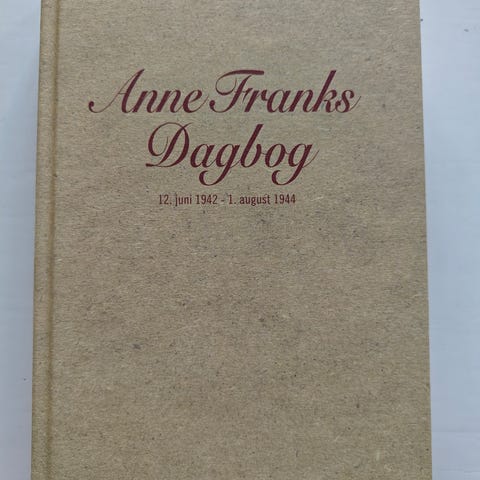 Anne Franks
Dagbog
12. juni 1942 - 1. august 1944